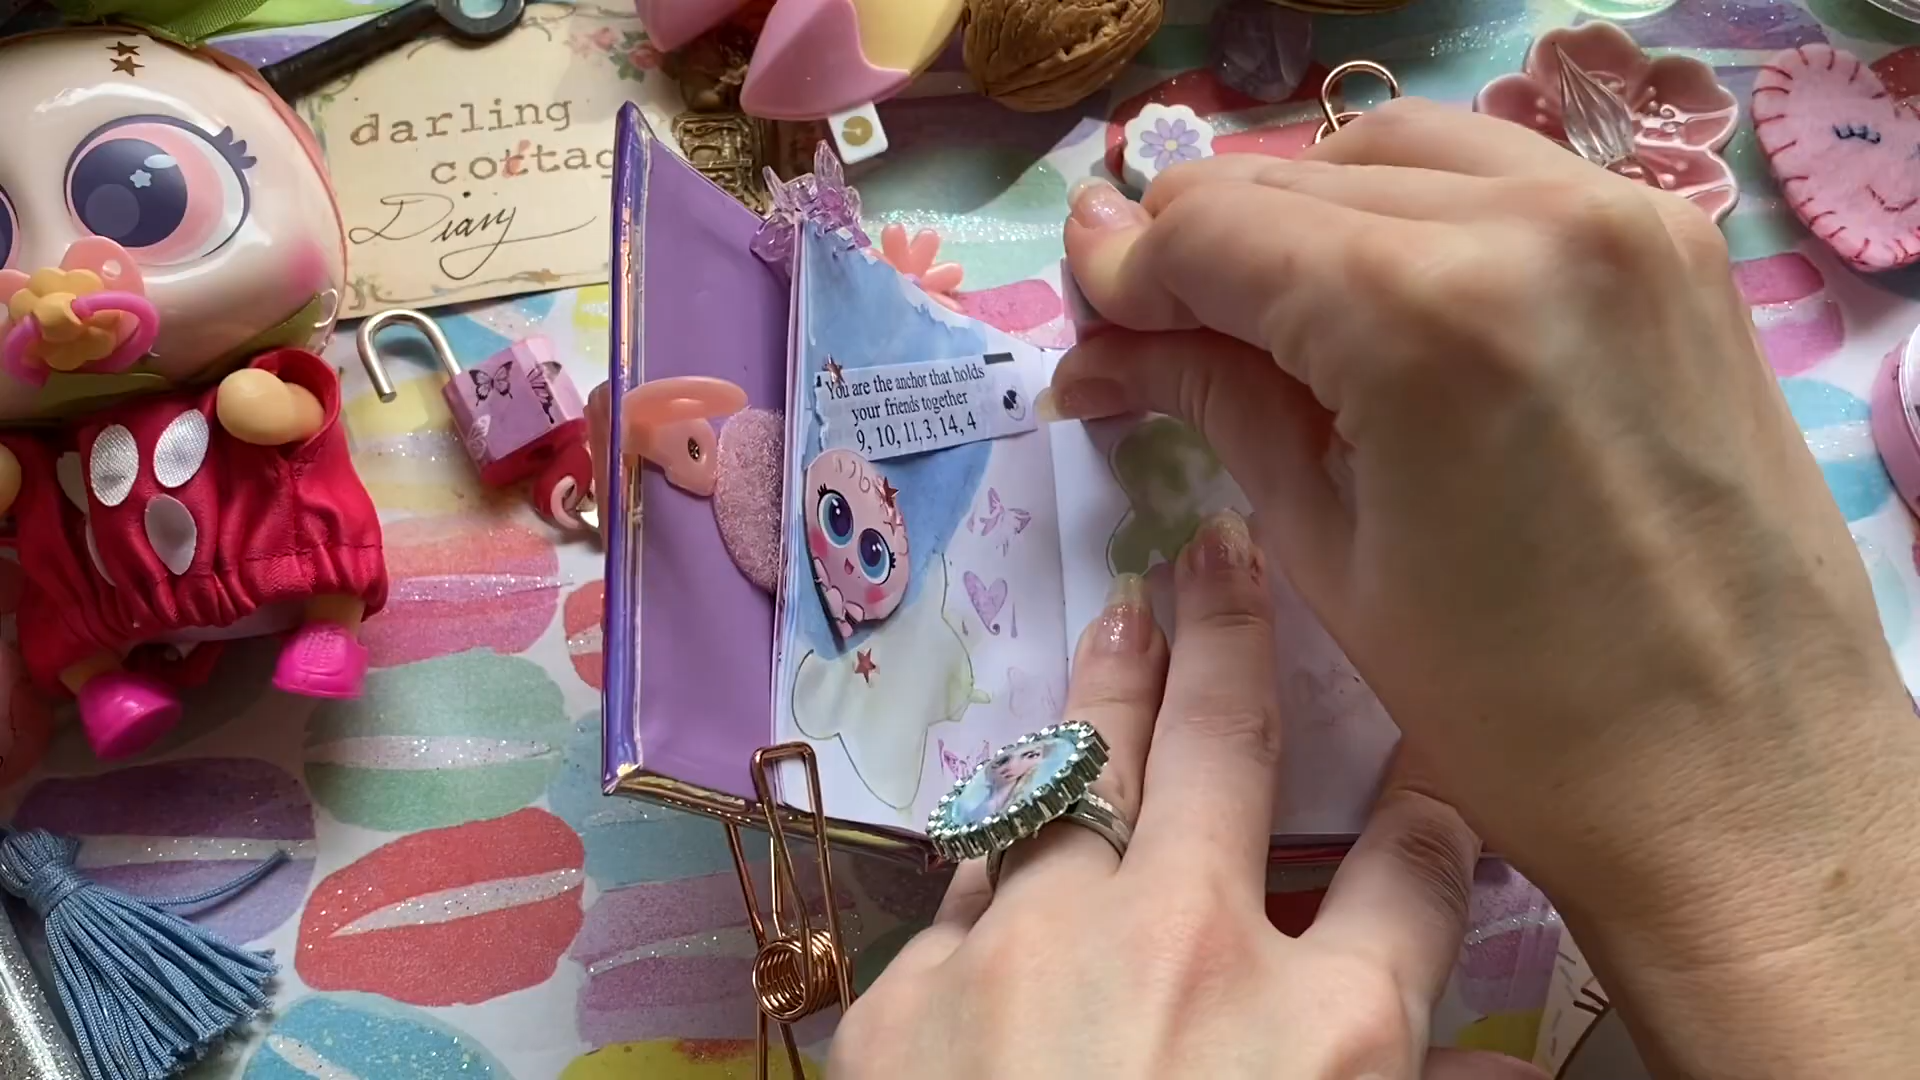 darling
cottag
Diary
You are the anchor that holds
your friends together
9, 10, 11, 3, 14, 4